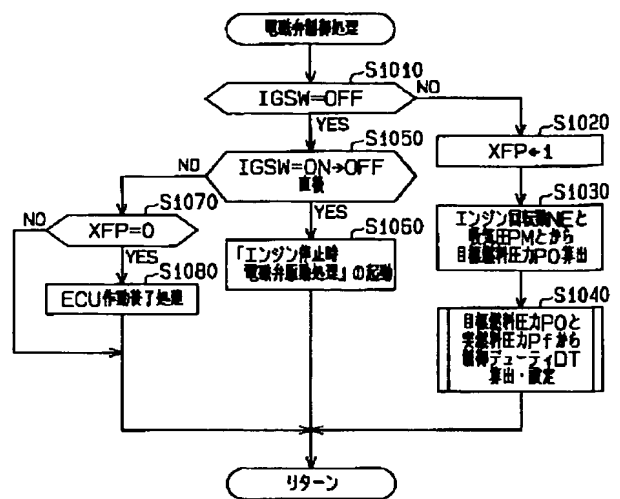 電磁弁制御処理
S1010
IGSW=OFF
NO
YES
S1020
XFP←1
S1050
IGSW=ON→OFF
直後
NO
YES
S1030
エンジン回転数NEと
吸気圧PMとから
目標燃料圧力P0算出
S1070
XFP=0
NO
YES
S1060
「エンジン停止時
電磁弁駆動処理」の起動
S1080
ECU作動終了処理
S1040
目標燃料圧力P0と
実燃料圧力Pfから
制御デューティDT
算出・設定
リターン